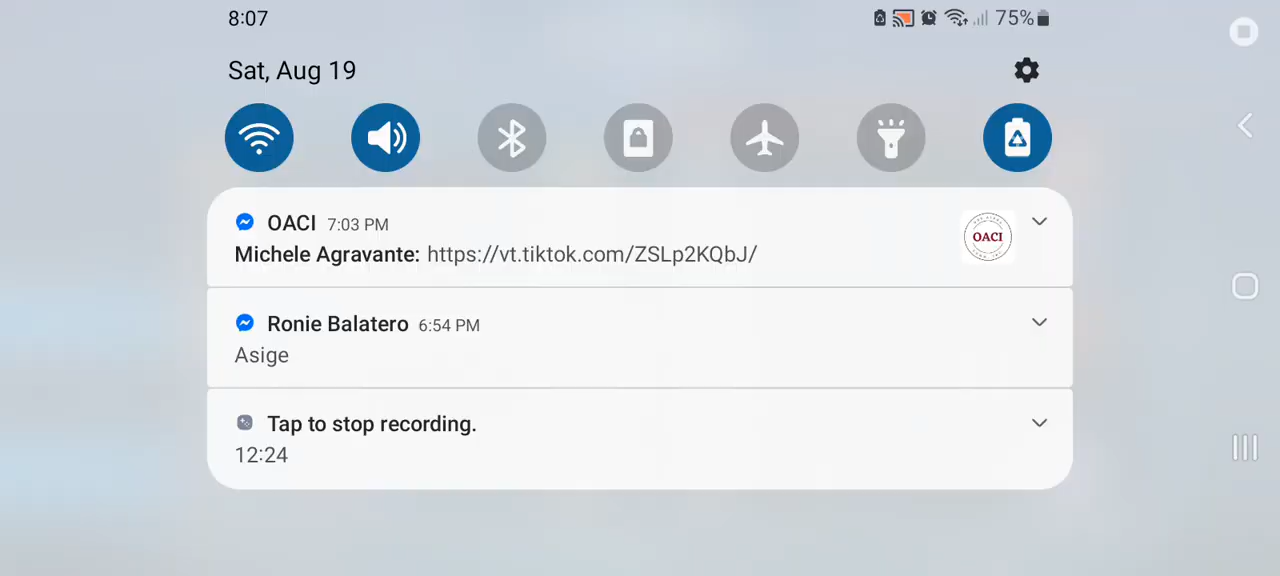 8:07
75%
Sat, Aug 19
OACI 7:03 PM
Michele Agravante: https://vt.tiktok.com/ZSLp2KQbJ/
OACI
Ronie Balatero 6:54 PM
Asige
Tap to stop recording.
12:24